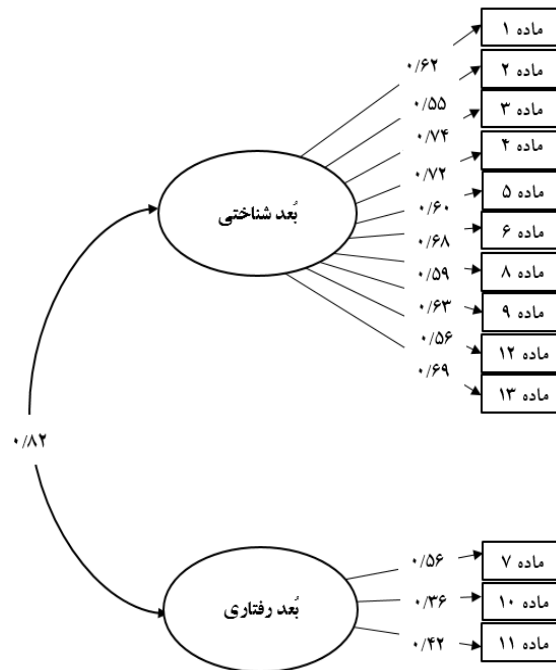 ماده ۱
۰/۶۲
ماده ۲
۰/۵۵
ماده ۳
۰/۷۴
ماده ۴
۰/۷۲
ماده ۵
۰/۶۰
ماده ۶
۰/۶۸
ماده ۸
۰/۵۹
ماده ۹
۰/۶۳
ماده ۱۲
۰/۵۶
ماده ۱۳
۰/۶۹
بُعد شناختی
۰/۸۲
ماده ۷
۰/۵۶
ماده ۱۰
۰/۳۶
ماده ۱۱
۰/۴۲
بُعد رفتاری